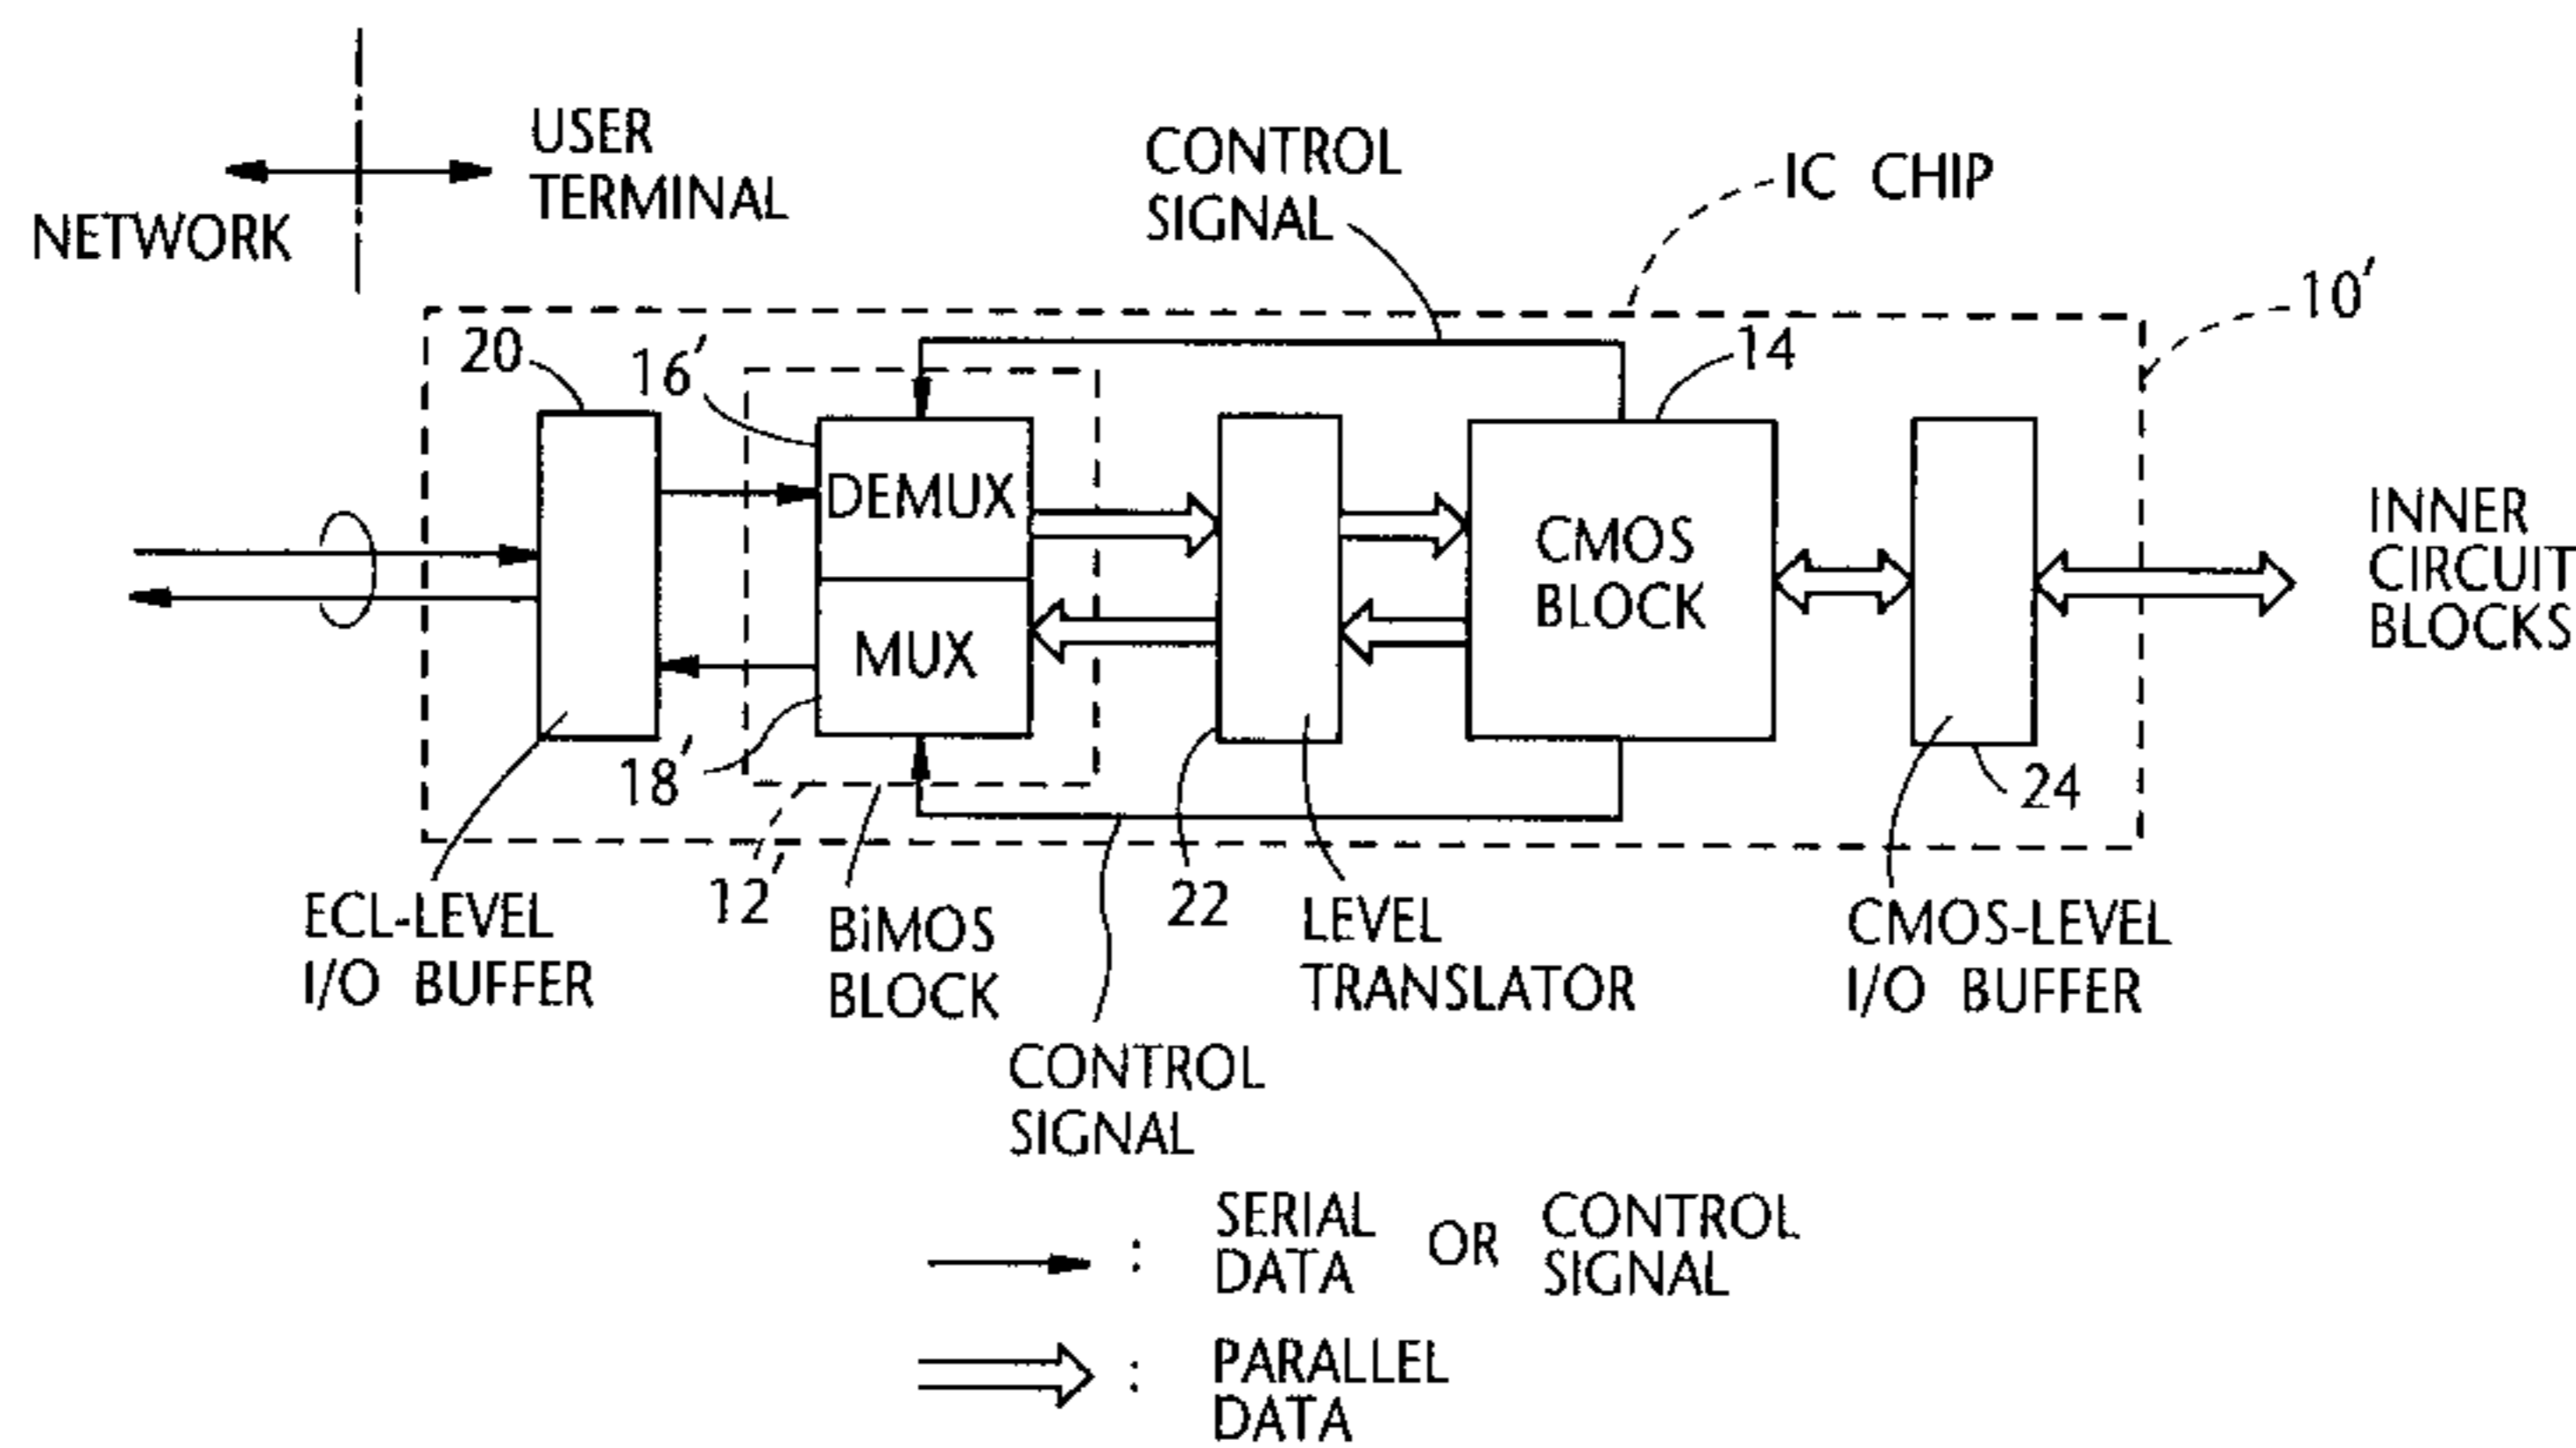 USER
TERMINAL
NETWORK
CONTROL
SIGNAL
IC CHIP
10'
20
16'
14
DEMUX
MUX
CMOS
BLOCK
INNER
CIRCUIT
BLOCKS
18'
12'
22
24
ECL-LEVEL
I/O BUFFER
BiMOS
BLOCK
LEVEL
TRANSLATOR
CMOS-LEVEL
I/O BUFFER
CONTROL
SIGNAL
: SERIAL DATA OR CONTROL SIGNAL
: PARALLEL DATA